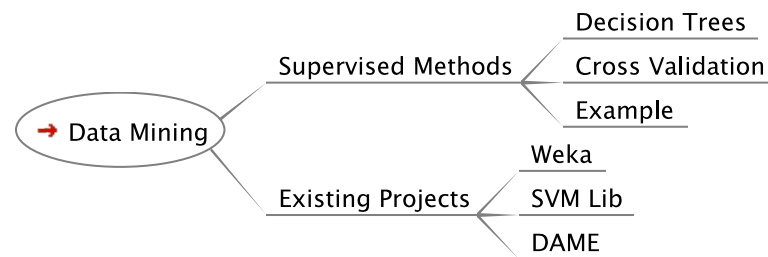 Data Mining
Supervised Methods
Decision Trees
Cross Validation
Example
Existing Projects
Weka
SVM Lib
DAME